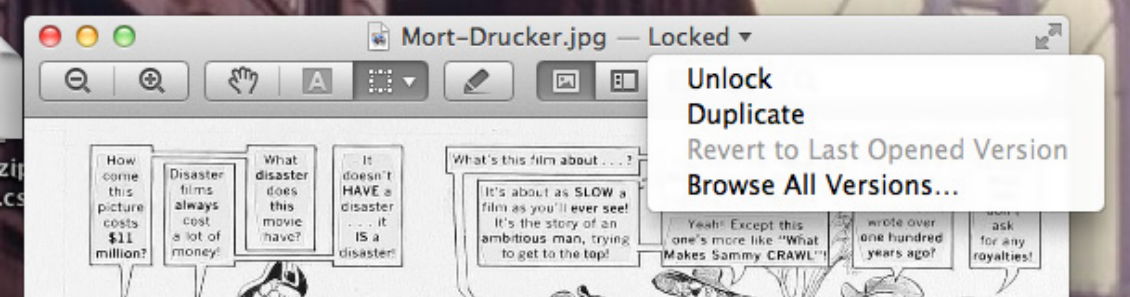 Mort-Drucker.jpg — Locked
A
Unlock
Duplicate
Revert to Last Opened Version
Browse All Versions...
zip
.cs
How
come
this
picture
costs
$11
million?
Disaster
films
always
cost
a lot of
money!
What
disaster
does
this
movie
have?
It
doesn't
HAVE a
disaster
. . . it
IS a
disaster!
What's this film about . . . ?
It's about as SLOW a
film as you'll ever see!
It's the story of an
ambitious man, trying
to get to the top!
Yeah! Except this
one's more like "What
Makes Sammy CRAWL"!
wrote over
one hundred
years ago?
ask
for any
royalties!